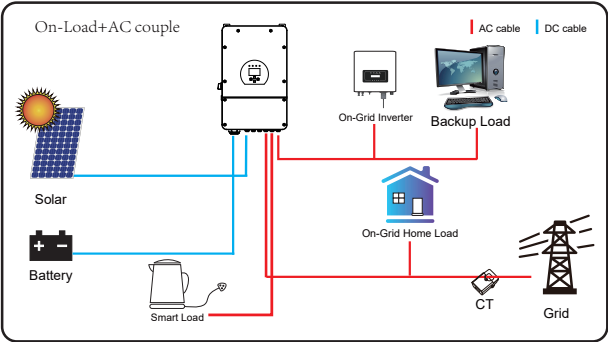 On-Load+AC couple
AC cable
DC cable
On-Grid Inverter
Backup Load
Solar
On-Grid Home Load
Battery
Smart Load
CT
Grid